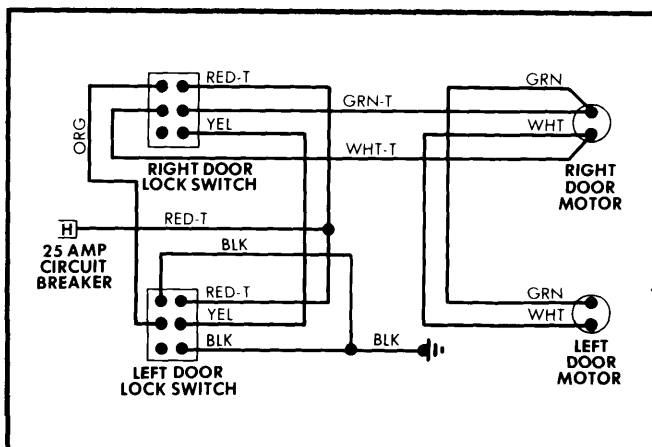 RED-T
GRN
GRN-T
ORG
YEL
WHT
WHT-T
RIGHT DOOR
LOCK SWITCH
RIGHT
DOOR
MOTOR
RED-T
H
25 AMP
CIRCUIT
BREAKER
BLK
RED-T
GRN
YEL
WHT
BLK
BLK
LEFT DOOR
LOCK SWITCH
LEFT
DOOR
MOTOR